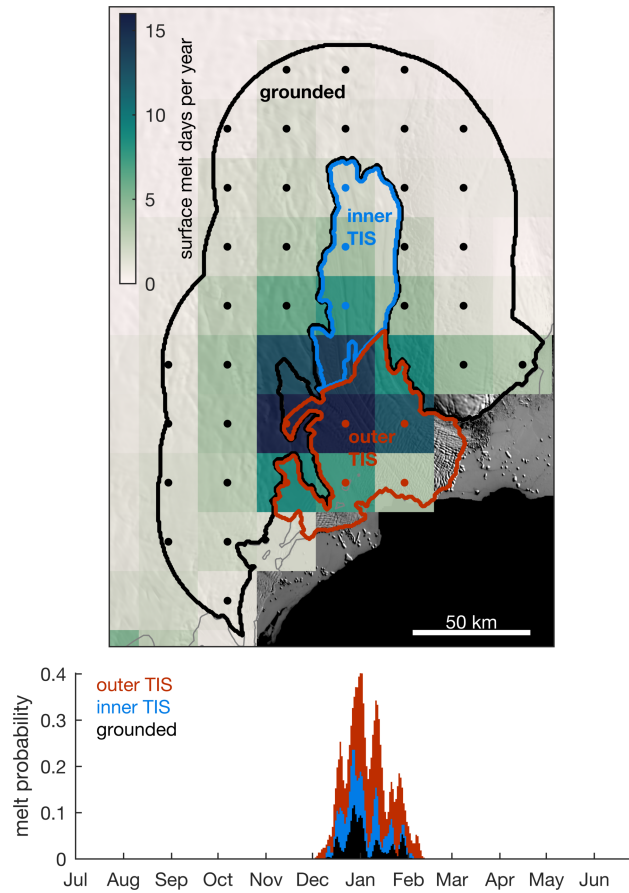 15
10
5
0
surface melt days per year
grounded
inner
TIS
outer
TIS
50 km
0.4
0.3
0.2
0.1
0
melt probability
outer TIS
inner TIS
grounded
Jul Aug Sep Oct Nov Dec Jan Feb Mar Apr May Jun